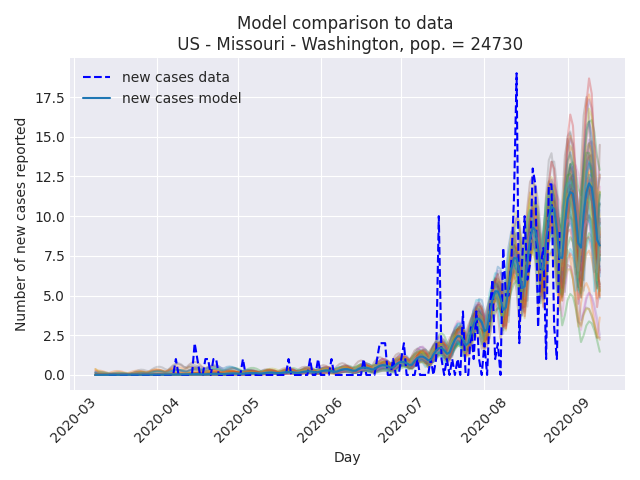 Model comparison to data
US - Missouri - Washington, pop. = 24730
new cases data
new cases model
Number of new cases reported
17.5
15.0
12.5
10.0
7.5
5.0
2.5
0.0
2020-03
2020-04
2020-05
2020-06
2020-07
2020-08
2020-09
Day